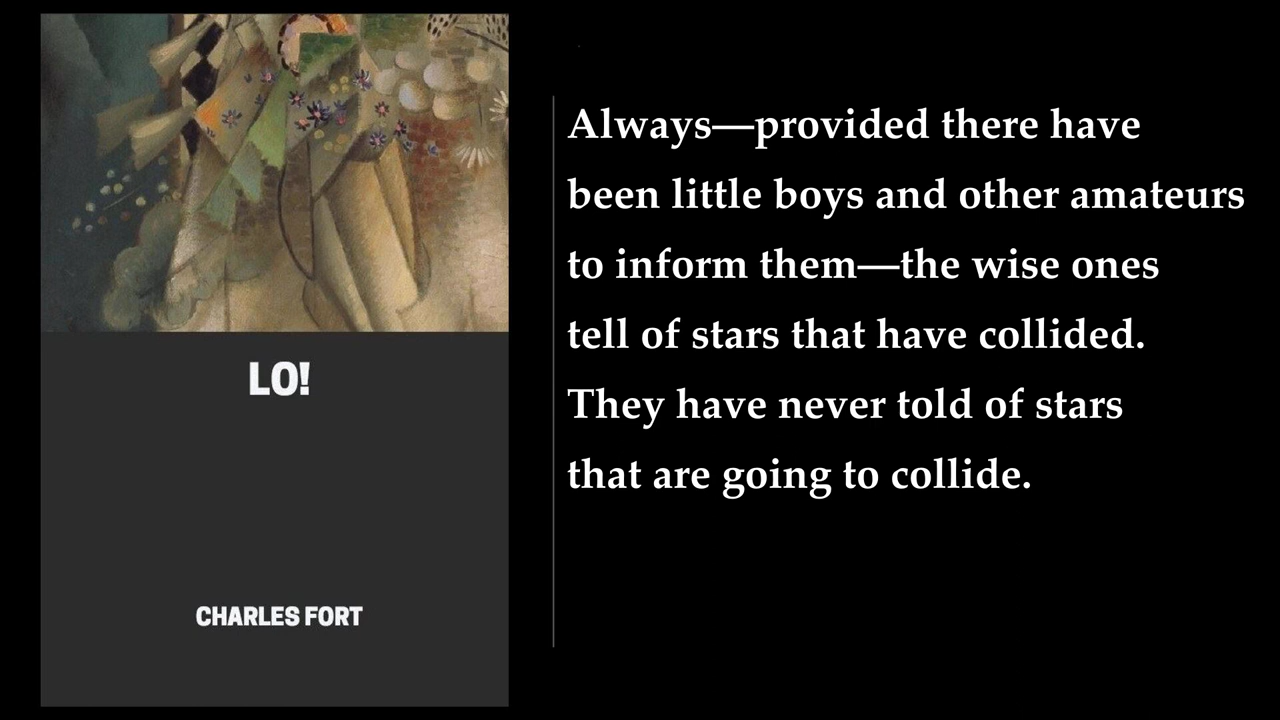 LO!
CHARLES FORT
Always—provided there have
been little boys and other amateurs
to inform them—the wise ones
tell of stars that have collided.
They have never told of stars
that are going to collide.